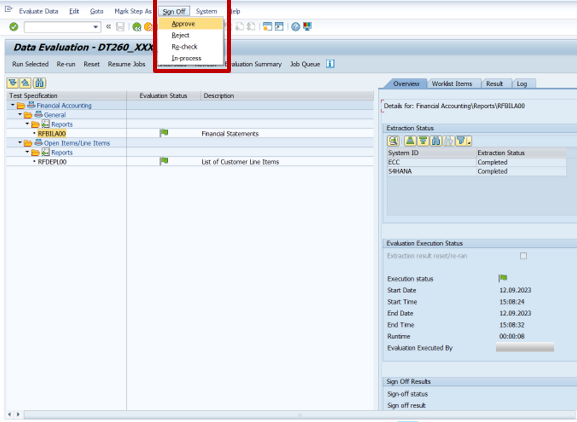 Evaluate Data Edit Goto Mark Step As Sign Off System Help
Approve
Reject
Re-check
In-process
Data Evaluation - DT260_XXX
Run Selected Re-run Reset Resume Jobs Evaluation Summary Job Queue
Test Specification Evaluation Status Description
Financial Accounting
General
Reports
RFBILA00 Financial Statements
Open Items/Line Items
Reports
RFDEPL00 List of Customer Line Items
Overview Worklist Items Result Log
Details for: Financial Accounting\Reports\RFBILA00
Extraction Status
System ID Extraction Status
ECC Completed
S4HANA Completed
Evaluation Execution Status
Extraction result reset/re-run
Execution status
Start Date 12.09.2023
Start Time 15:08:24
End Date 12.09.2023
End Time 15:08:32
Runtime 00:00:08
Evaluation Executed By
Sign Off Results
Sign-off status
Sign off result